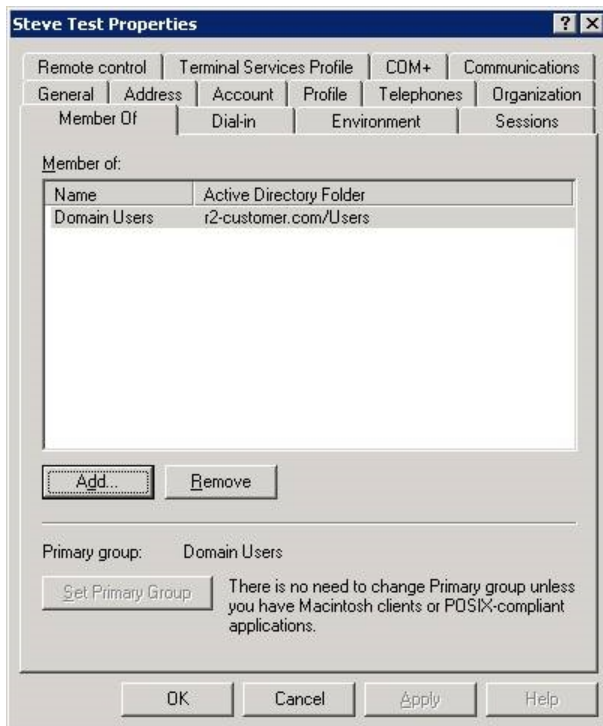 Steve Test Properties
Remote control Terminal Services Profile COM+ Communications
General Address Account Profile Telephones Organization
Member Of Dial-in Environment Sessions
Member of:
Name Active Directory Folder
Domain Users r2-customer.com/Users
Add... Remove
Primary group: Domain Users
Set Primary Group There is no need to change Primary group unless
you have Macintosh clients or POSIX-compliant
applications.
OK Cancel Apply Help